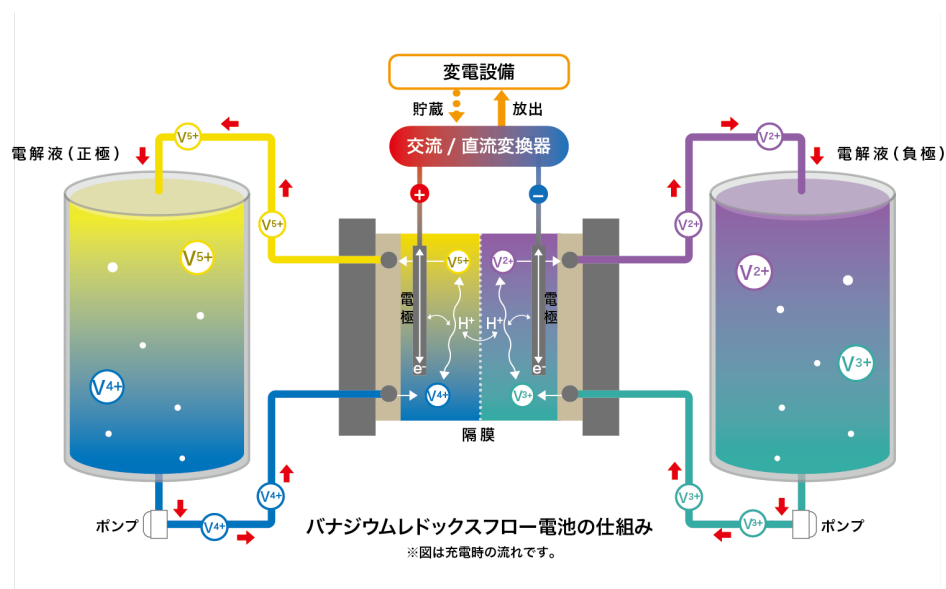 変電設備
貯蔵
放出
交流 / 直流変換器
+
−
電解液(正極)
V5+
V5+
V5+
V4+
V4+
V4+
ポンプ
電極
V5+
H+
e-
V4+
隔膜
電極
V2+
H+
e-
V3+
電解液(負極)
V2+
V2+
V2+
V3+
V3+
V3+
ポンプ
バナジウムレドックスフロー電池の仕組み
※図は充電時の流れです。